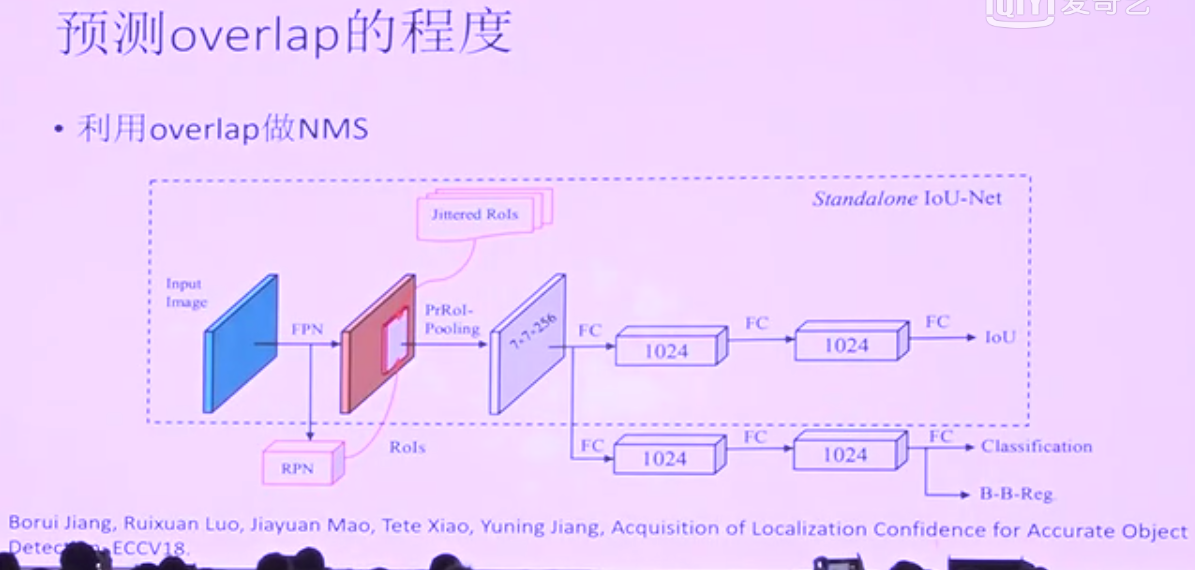 预测overlap的程度
QIYI 爱奇艺
• 利用overlap做NMS
Standalone IoU-Net
Jittered RoIs
Input
Image
FPN
PrRoI-
Pooling
7×7×256
FC
1024
FC
1024
FC
IoU
RPN
RoIs
FC
1024
FC
1024
FC
Classification
B-B-Reg.
Borui Jiang, Ruixuan Luo, Jiayuan Mao, Tete Xiao, Yuning Jiang, Acquisition of Localization Confidence for Accurate Object
ECCV18.